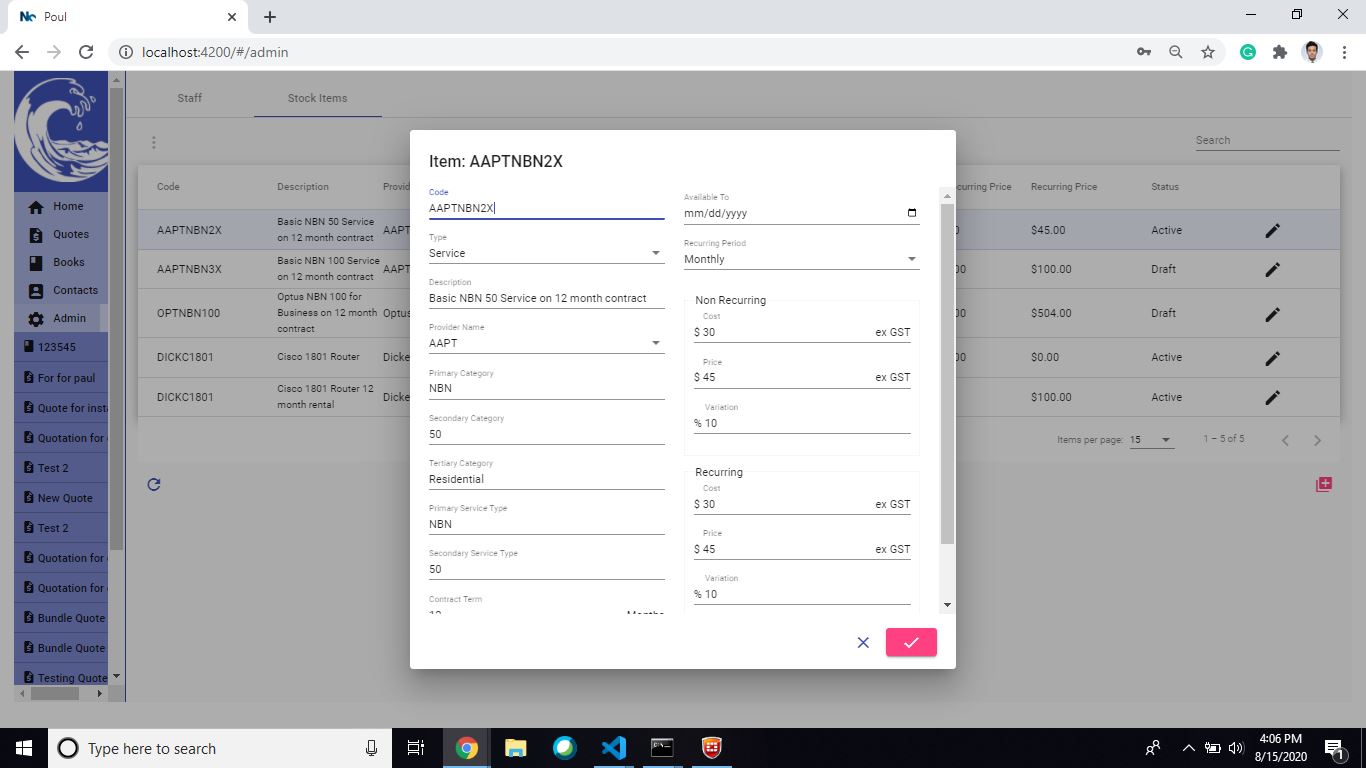 Poul
localhost:4200/#/admin
Staff
Stock Items
Search
Home
Quotes
Books
Contacts
Admin
123545
For for paul
Quote for insta
Quotation for
Test 2
New Quote
Test 2
Quotation for
Quotation for
Bundle Quote
Bundle Quote
Testing Quote
Code Description Provid
AAPTNBN2X Basic NBN 50 Service AAPT
on 12 month contract
AAPTNBN3X Basic NBN 100 Service AAPT
on 12 month contract
OPTNBN100 Optus NBN 100 for Optus
Business on 12 month
contract
DICKC1801 Cisco 1801 Router Dicke
DICKC1801 Cisco 1801 Router 12 Dicke
month rental
curring Price Recurring Price Status
0 $45.00 Active
00 $100.00 Draft
00 $504.00 Draft
00 $0.00 Active
$100.00 Active
Items per page: 15 1 – 5 of 5
Item: AAPTNBN2X
Code
AAPTNBN2X
Type
Service
Description
Basic NBN 50 Service on 12 month contract
Provider Name
AAPT
Primary Category
NBN
Secondary Category
50
Tertiary Category
Residential
Primary Service Type
NBN
Secondary Service Type
50
Contract Term
12 Months
Available To
mm/dd/yyyy
Recurring Period
Monthly
Non Recurring
Cost
$ 30 ex GST
Price
$ 45 ex GST
Variation
% 10
Recurring
Cost
$ 30 ex GST
Price
$ 45 ex GST
Variation
% 10
Type here to search
4:06 PM
8/15/2020
1